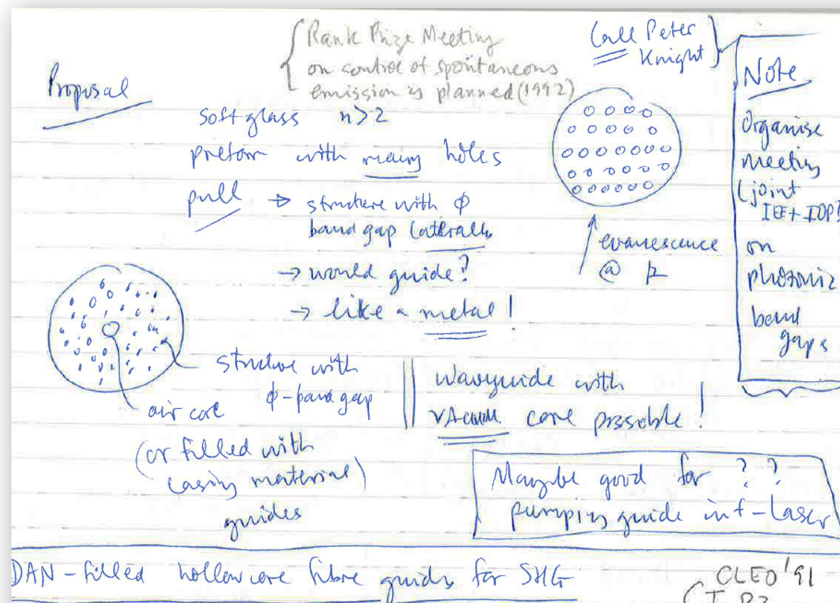 Rank Prize Meeting
on control of spontaneous
emission is planned (1992)
Call Peter
Knight
Note
Organise
meeting
(joint
IEE + IOP)
on
photonic
band
gaps
Proposal
soft glass n>2
preform with many holes
pull → structure with ϕ
band gap laterally
→ would guide?
→ like a metal!
evanescence
@
structure with
ϕ-band gap
air core
(or filled with
casing material)
guides
waveguide with
vacuum core possible!
Maybe good for ? ?
pumping guide in f-laser
DAN-filled hollow core fibre guides for SHG
CLEO '91